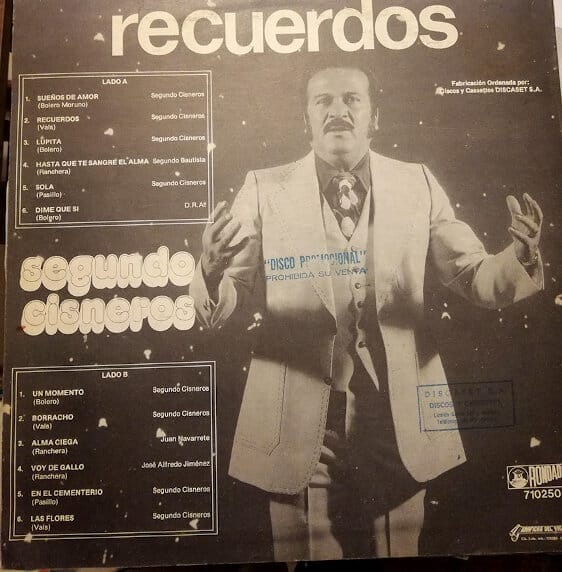 recuerdos
Fabricación Ordenada por:
Discos y Cassettes DISCASET S.A.
LADO A
1. SUEÑOS DE AMOR Segundo Cisneros
(Bolero Moruno)
2. RECUERDOS Segundo Cisneros
(Vals)
3. LUPITA Segundo Cisneros
(Bolero)
4. HASTA QUE TE SANGRE EL ALMA Segundo Bautista
(Ranchera)
5. SOLA Segundo Cisneros
(Pasillo)
6. DIME QUE SI D.R.A.
(Bolero)
"DISCO PROMOCIONAL"
PROHIBIDA SU VENTA
segundo
cisneros
LADO B
1. UN MOMENTO Segundo Cisneros
(Bolero)
2. BORRACHO Segundo Cisneros
(Vals)
3. ALMA CIEGA Juan Navarrete
(Ranchera)
4. VOY DE GALLO José Alfredo Jiménez
(Ranchera)
5. EN EL CEMENTERIO Segundo Cisneros
(Pasillo)
6. LAS FLORES Segundo Cisneros
(Vals)
DISCASET S.A.
DISCOS Y
RONDA
710250